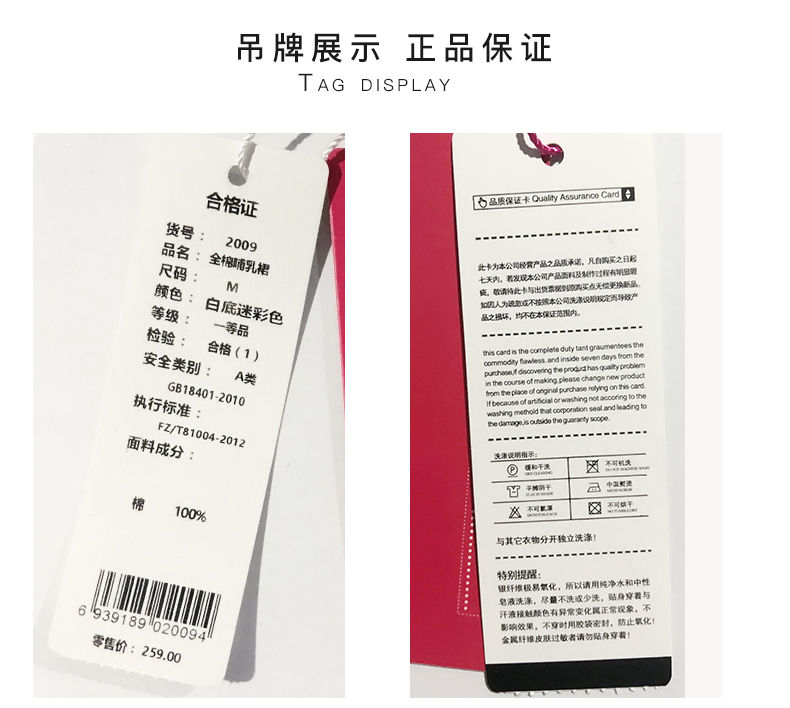 吊牌展示 正品保证
TAG DISPLAY
合格证
货号： 2009
品名： 全棉哺乳裙
尺码： M
颜色： 白底迷彩色
等级： 一等品
检验： 合格（1）
安全类别： A类
GB18401-2010
执行标准：
FZ/T81004-2012
面料成分：
棉 100%
6 939189 020094
零售价： 259.00
品质保证卡 Quality Assurance Card
此卡为本公司经营产品之品质承诺，凡自购买之日起
七天内，若发现本公司产品面料及制作过程有明显瑕
疵，敬请持此卡与出货票据到原购买点无偿更换新品。
如因人为疏忽或不按照本公司洗涤说明规定而导致产
品之损坏，均不在本保证范围内。
this card is the complete duty tant graumentees the
commodity flawless.and inside seven days from the
purchase,if discovering the product has quality problem
in the course of making,please change new product
from the place of original purchase relying on this card.
If because of artificial or washing not accoring to the
washing methold that corporation seal.and leading to
the damage,is outside the guaranty scope.
洗涤说明指示：
缓和干洗 不可机洗
DRY CLEANING DO NOT MACHINE WASH
平摊阴干 中温熨烫
FLAT IN SHADE MEDIUM IRON
不可氯漂 不可烘干
DO NOT BLEACH NO TUMBLE DRY
与其它衣物分开独立洗涤！
特别提醒：
银纤维极易氧化，所以请用纯净水和中性
皂液洗涤，尽量不洗或少洗，贴身穿着与
汗液接触颜色有异常变化属正常现象，不
影响效果，不穿时用胶袋密封，防止氧化！
金属纤维皮肤过敏者请勿贴身穿着！